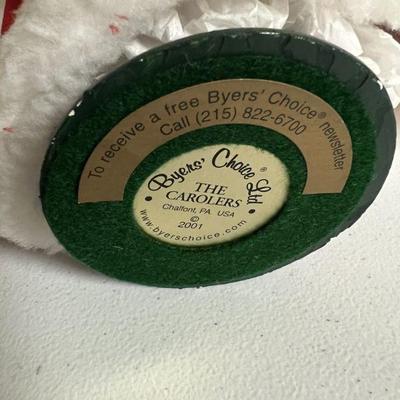 To receive a free Byers' Choice® newsletter
Call (215) 822-6700
Byers' Choice Ltd ®
THE
CAROLERS
Chalfont, PA USA
©
2001
www.byerschoice.com